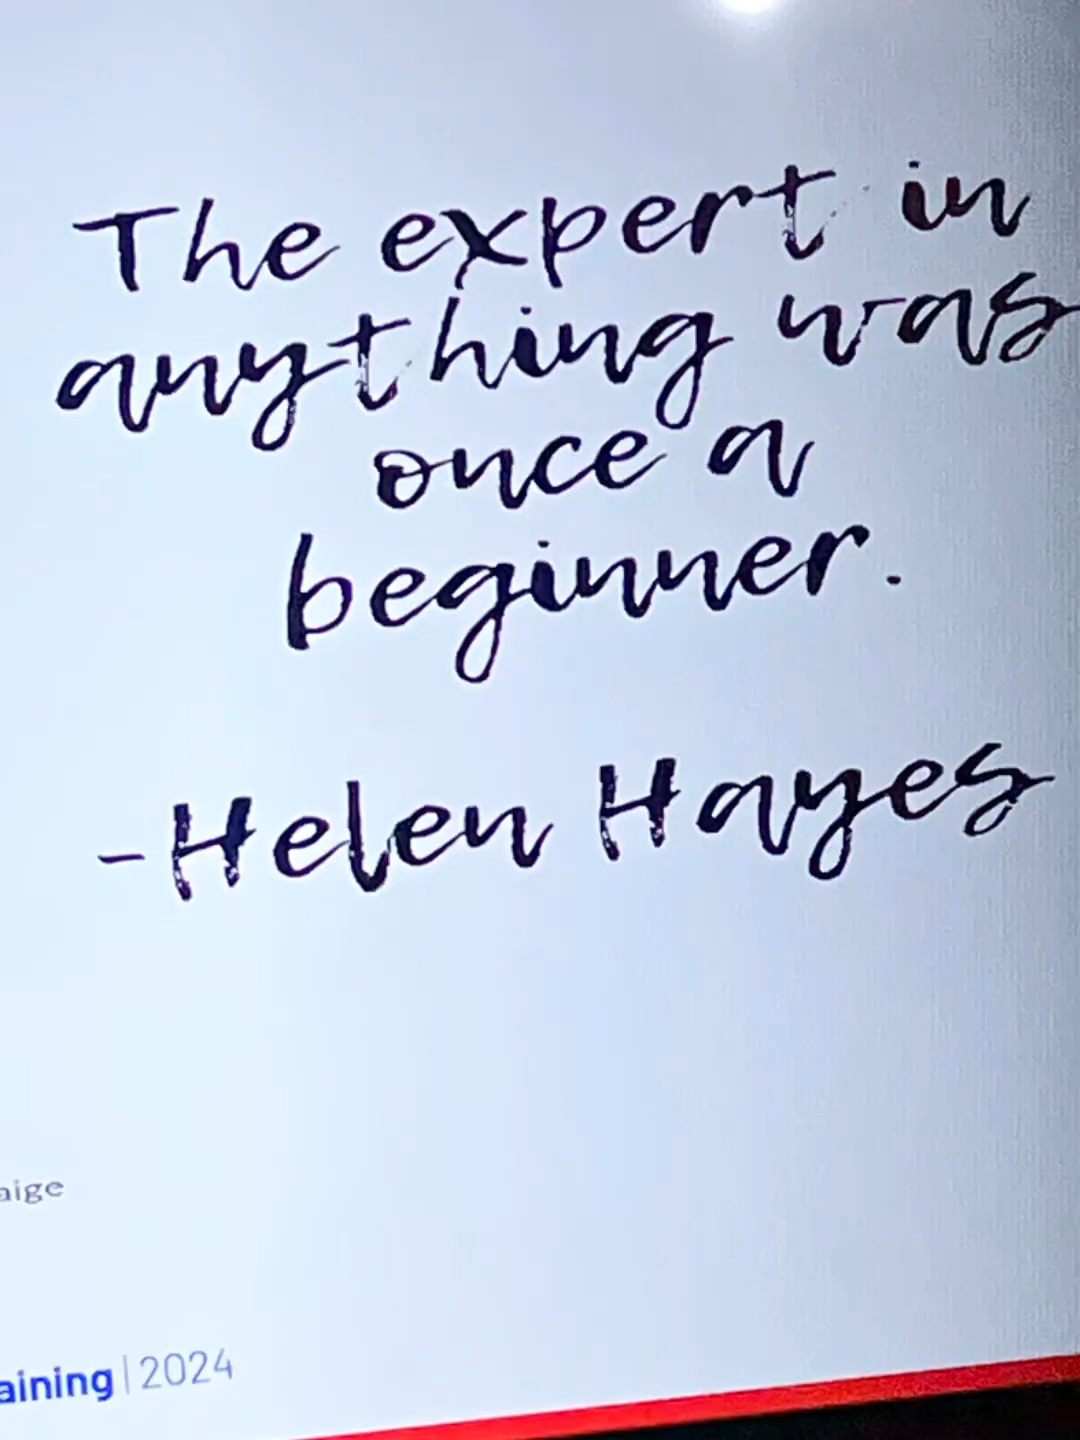 The expert in
anything was
once a
beginner.
-Helen Hayes
aige
aining | 2024